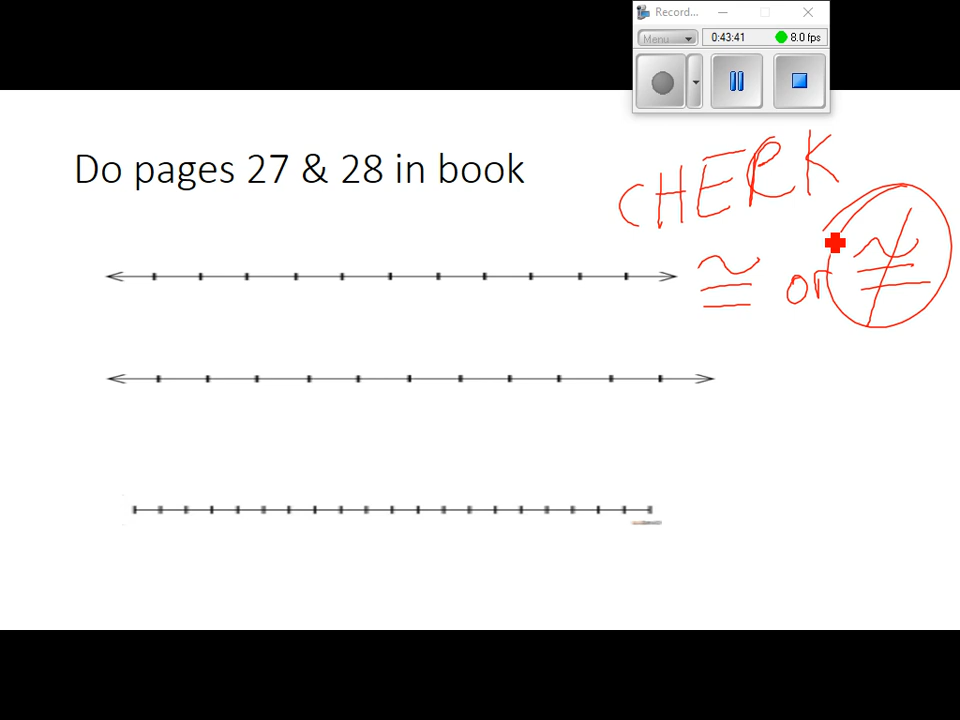 Record...
Menu
0:43:41
8.0 fps
Do pages 27 & 28 in book
CHERK
≅ or ≇